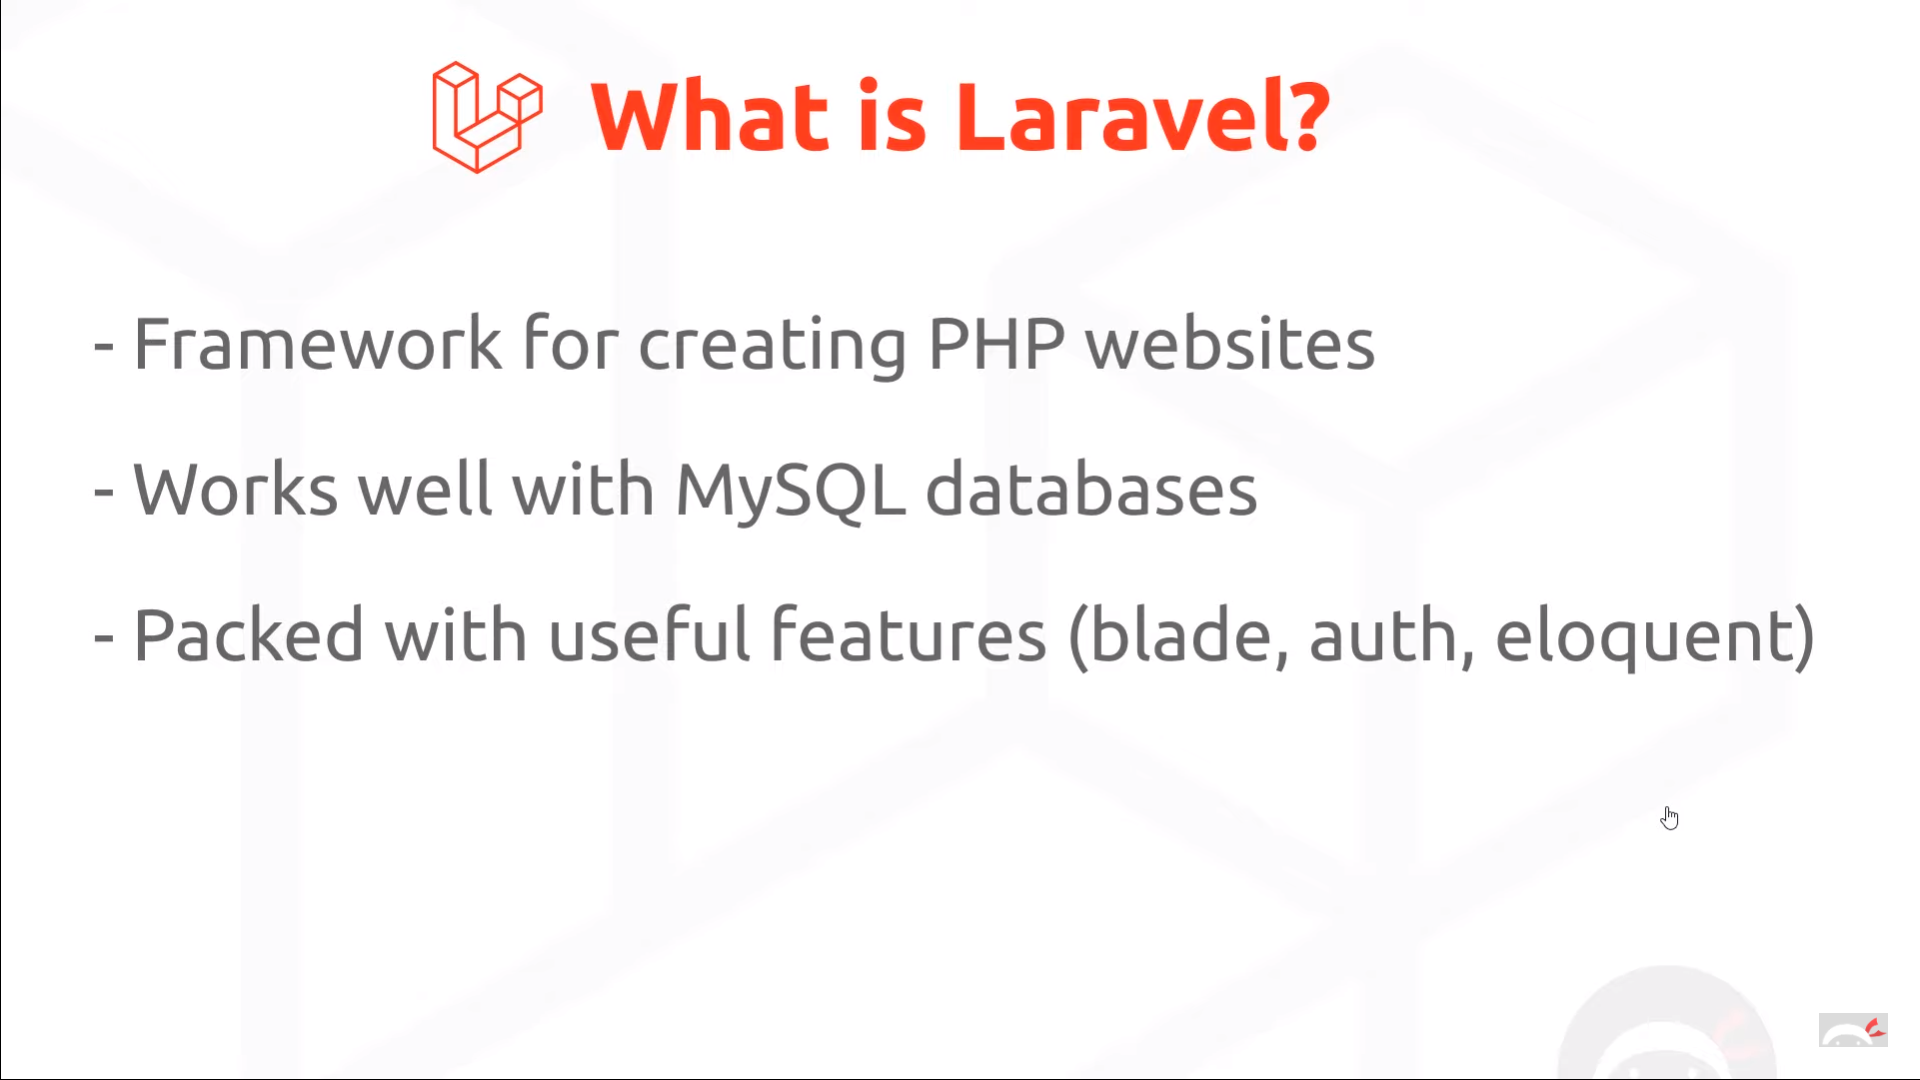 What is Laravel?
- Framework for creating PHP websites
- Works well with MySQL databases
- Packed with useful features (blade, auth, eloquent)